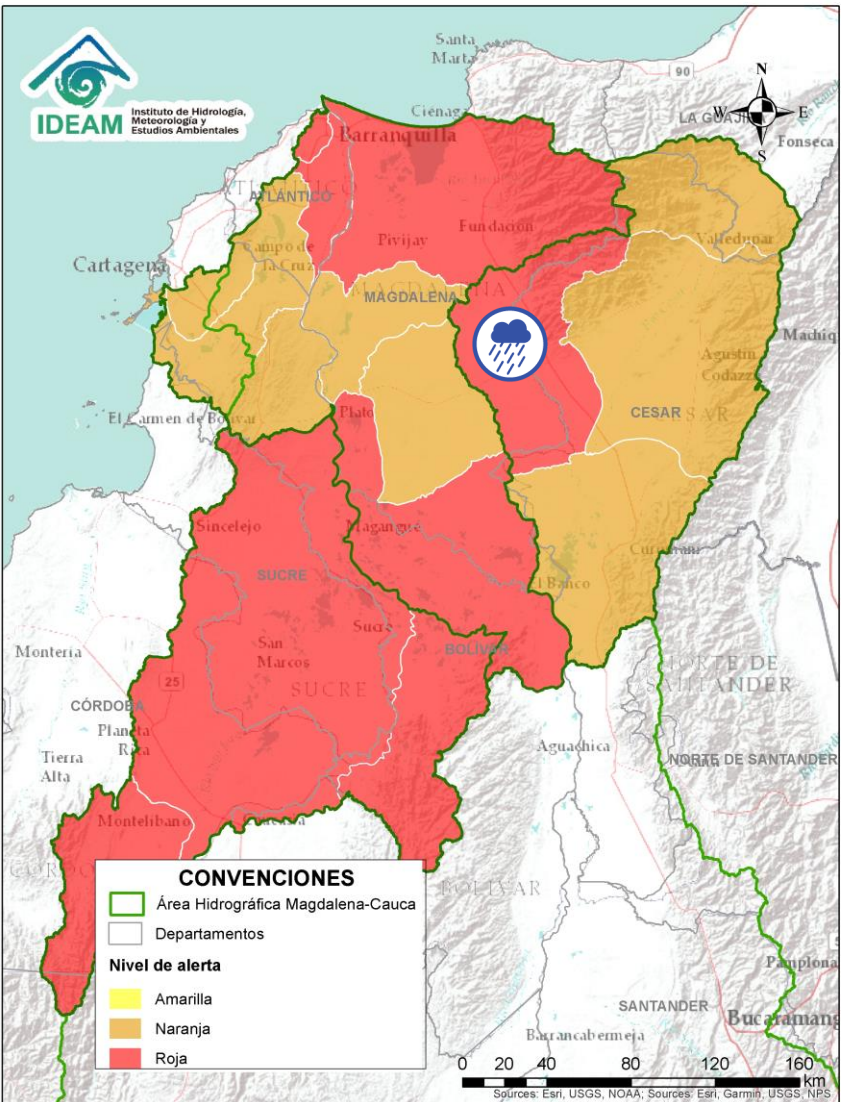 IDEAM
Instituto de Hidrología,
Meteorología y
Estudios Ambientales
Santa
Marta
90
N
W
E
S
Ciénaga
LA GUAJIRA
Fonseca
Barranquilla
ATLÁNTICO
Fundación
Pivijay
Valledupar
Campo de
la Cruz
Cartagena
MAGDALENA
MAGDALENA
Agustín
Codazzi
CESAR
CESAR
El Carmen de Bolívar
Plato
Sincelejo
Magangué
SUCRE
El Banco
Sucre
Montería
San
Marcos
BOLÍVAR
SUCRE
25
NORTE DE
SANTANDER
CÓRDOBA
Planeta
Rica
Tierra
Alta
Aguachica
NORTE DE SANTANDER
Montelíbano
BOLÍVAR
Pamplona
SANTANDER
Barrancabermeja
CONVENCIONES
Área Hidrográfica Magdalena-Cauca
Departamentos
Nivel de alerta
Amarilla
Naranja
Roja
0 20 40 80 120 160
km
Sources: Esri, USGS, NOAA; Sources: Esri, Garmin, USGS, NPS